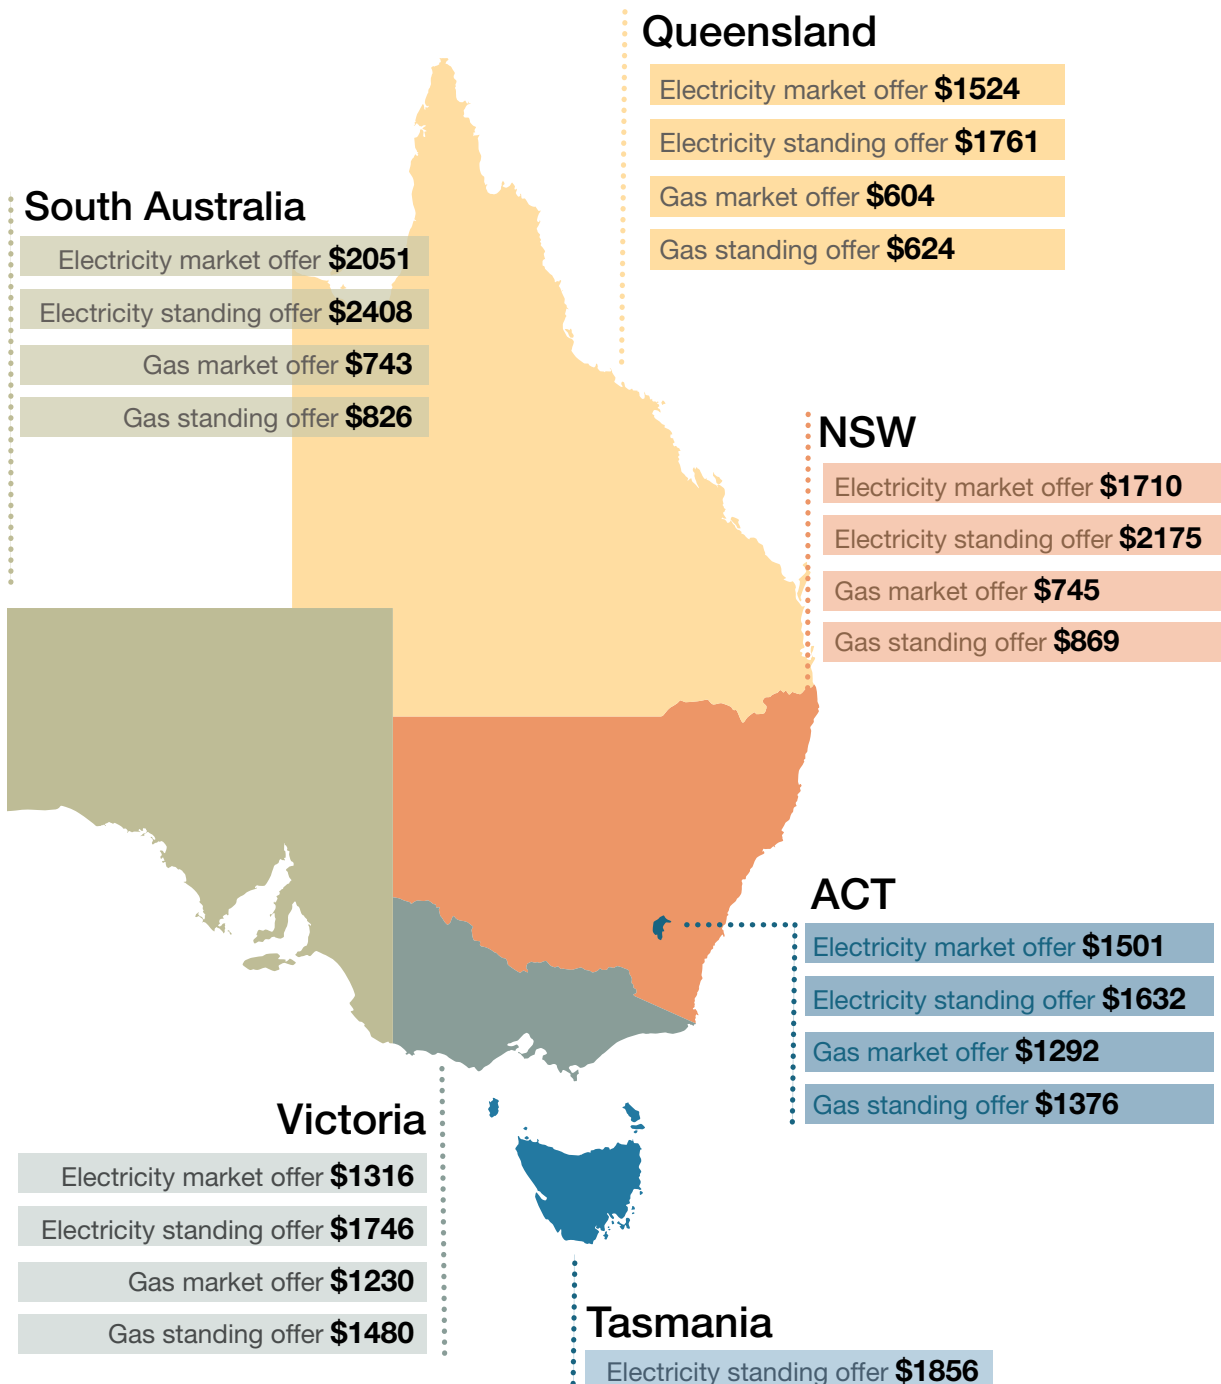 Queensland
Electricity market offer $1524
Electricity standing offer $1761
Gas market offer $604
Gas standing offer $624
South Australia
Electricity market offer $2051
Electricity standing offer $2408
Gas market offer $743
Gas standing offer $826
NSW
Electricity market offer $1710
Electricity standing offer $2175
Gas market offer $745
Gas standing offer $869
ACT
Electricity market offer $1501
Electricity standing offer $1632
Gas market offer $1292
Gas standing offer $1376
Victoria
Electricity market offer $1316
Electricity standing offer $1746
Gas market offer $1230
Gas standing offer $1480
Tasmania
Electricity standing offer $1856